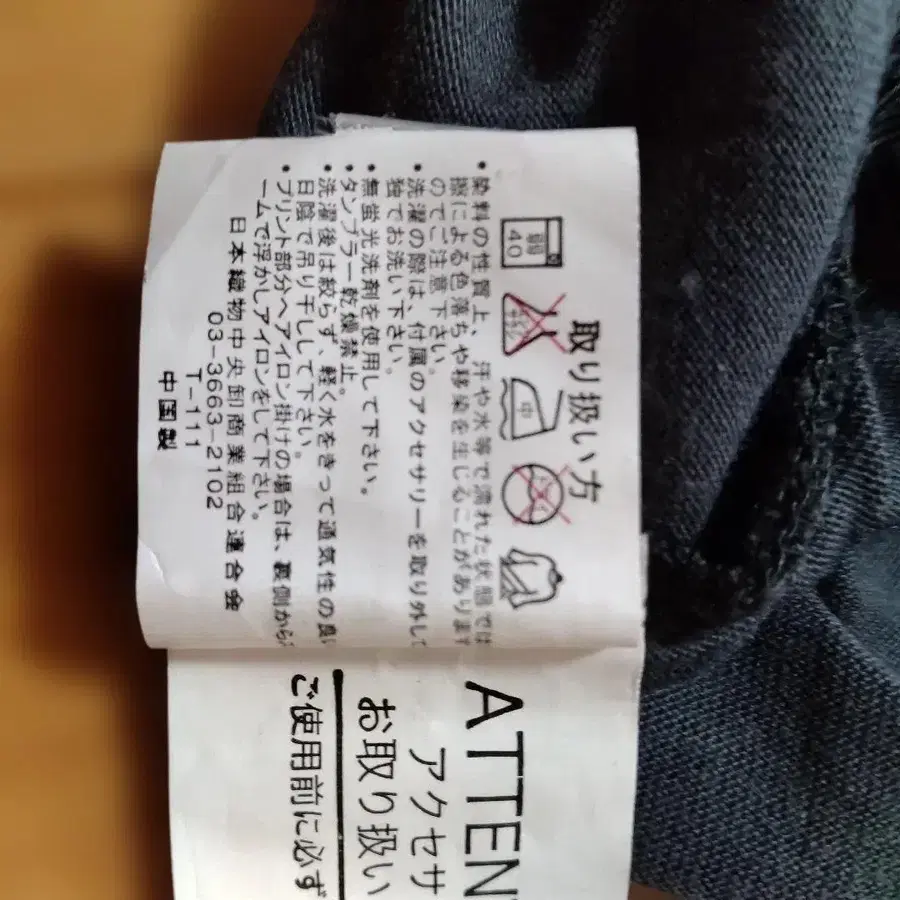 取り扱い方
弱
40
中
・染料の性質上、汗や水等で濡れた状態では
擦による色落ちや移染を生じることがあります
のでご注意下さい。
・洗濯の際は、付属のアクセサリーを取り外して
独でお洗い下さい。
・無蛍光洗剤を使用して下さい。
・タンブラー乾燥禁止。
・洗濯後は絞らず、軽く水をきって通気性の良い
日陰で吊り干しして下さい。
・プリント部分へアイロン掛けの場合は、裏側から
ームで浮かしアイロンをして下さい。
日本織物中央卸商業組合連合会
03-3663-2102
T-111
中国製
ATTEN
アクセサ
お取り扱い
ご使用前に必ず